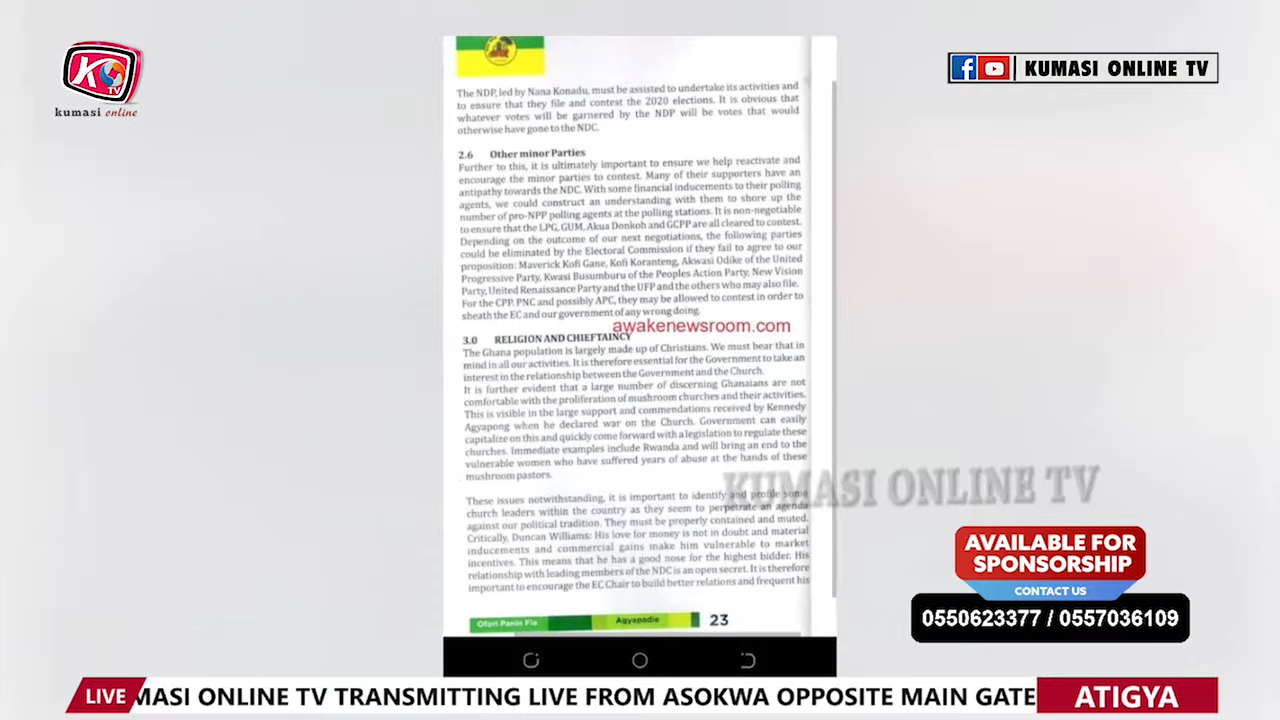 KUMASI ONLINE TV
TV
kumasi online
The NDP, led by Nana Konadu, must be assisted to undertake its activities and
to ensure that they file and contest the 2020 elections. It is obvious that
whatever votes will be garnered by the NDP will be votes that would
otherwise have gone to the NDC.
2.6 Other minor Parties
Further to this, it is ultimately important to ensure we help reactivate and
encourage the minor parties to contest. Many of their supporters have an
antipathy towards the NDC. With some financial inducements to their polling
agents, we could construct an understanding with them to shore up the
number of pro-NPP polling agents at the polling stations. It is non-negotiable
to ensure that the LPG, GUM, Akua Donkoh and GCPP are all cleared to contest.
Depending on the outcome of our next negotiations, the following parties
could be eliminated by the Electoral Commission if they fail to agree to our
proposition: Maverick Kofi Gane, Kofi Koranteng, Akwasi Odike of the United
Progressive Party, Kwasi Busumburu of the Peoples Action Party, New Vision
Party, United Renaissance Party and the UFP and the others who may also file.
For the CPP, PNC and possibly APC, they may be allowed to contest in order to
sheath the EC and our government of any wrong doing.
awakenewsroom.com
3.0 RELIGION AND CHIEFTAINCY
The Ghana population is largely made up of Christians. We must bear that in
mind in all our activities. It is therefore essential for the Government to take an
interest in the relationship between the Government and the Church.
It is further evident that a large number of discerning Ghanaians are not
comfortable with the proliferation of mushroom churches and their activities.
This is visible in the large support and commendations received by Kennedy
Agyapong when he declared war on the Church. Government can easily
capitalize on this and quickly come forward with a legislation to regulate these
churches. Immediate examples include Rwanda and will bring an end to the
vulnerable women who have suffered years of abuse at the hands of these
mushroom pastors.
KUMASI ONLINE TV
These issues notwithstanding, it is important to identify and profile some
church leaders within the country as they seem to perpetrate an agenda
against our political tradition. They must be properly contained and muted.
Critically, Duncan Williams: His love for money is not in doubt and material
inducements and commercial gains make him vulnerable to market
incentives. This means that he has a good nose for the highest bidder. His
relationship with leading members of the NDC is an open secret. It is therefore
important to encourage the EC Chair to build better relations and frequent his
Ofori Panin Fie Agyapadie 23
AVAILABLE FOR
SPONSORSHIP
CONTACT US
0550623377 / 0557036109
LIVE MASI ONLINE TV TRANSMITTING LIVE FROM ASOKWA OPPOSITE MAIN GATE ATIGYA